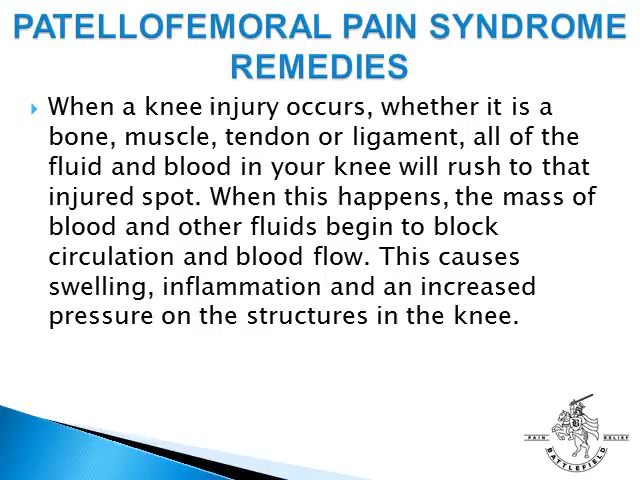 PATELLOFEMORAL PAIN SYNDROME
REMEDIES
When a knee injury occurs, whether it is a
bone, muscle, tendon or ligament, all of the
fluid and blood in your knee will rush to that
injured spot. When this happens, the mass of
blood and other fluids begin to block
circulation and blood flow. This causes
swelling, inflammation and an increased
pressure on the structures in the knee.
B
PAIN RELIEF
BATTLEFIELD